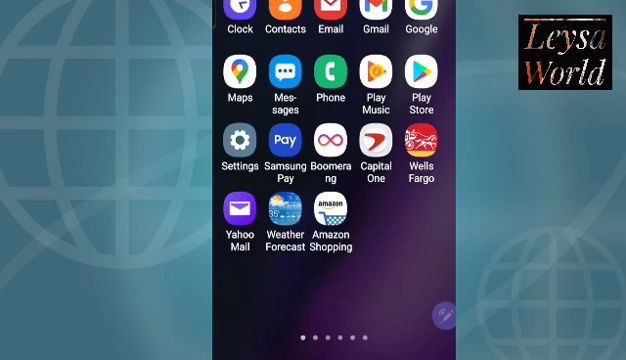 Leysa
World
Clock
Contacts
Email
Gmail
Google
Maps
Mes-
sages
Phone
Play
Music
Play
Store
Settings
Pay
Samsung
Pay
Boomera
ng
Capital
One
Wells
Fargo
Yahoo
Mail
35°
Weather
Forecast
amazon
Amazon
Shopping